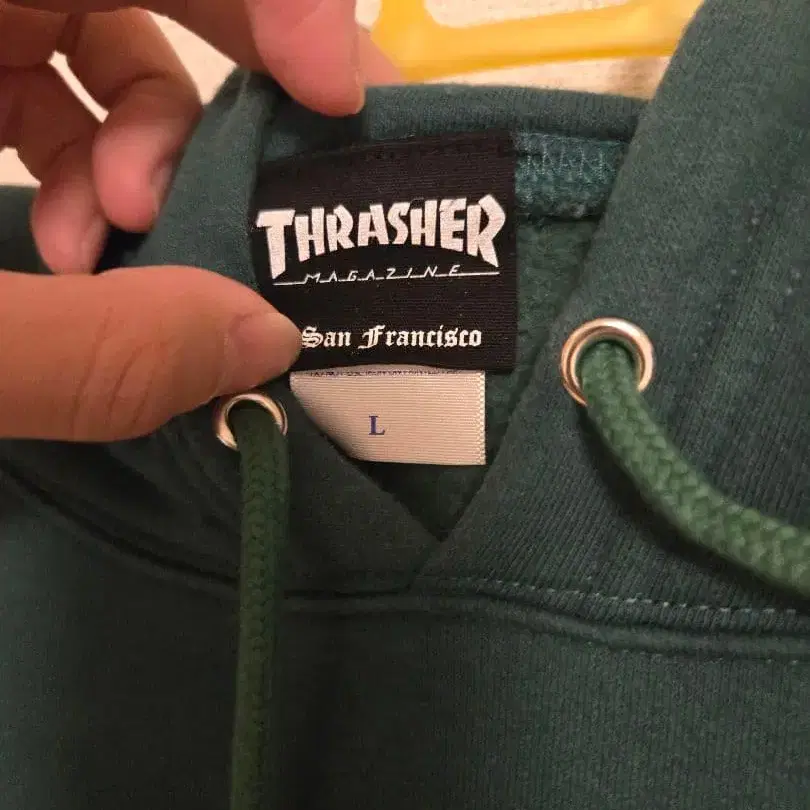 THRASHER
MAGAZINE
San Francisco
L